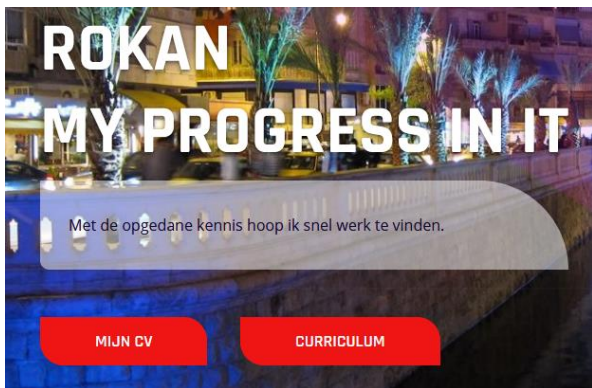 ROKAN
MY PROGRESS IN IT
Met de opgedane kennis hoop ik snel werk te vinden.
MIJN CV
CURRICULUM